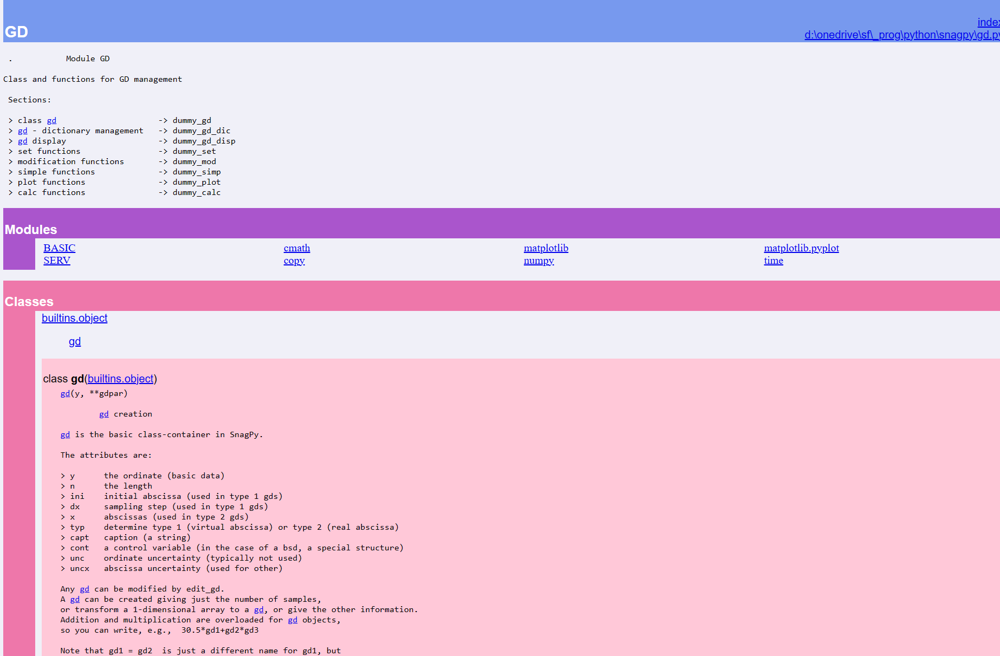 GD
index
d:\onedrive\sf\_prog\python\snagpy\gd.py
.           Module GD
Class and functions for GD management
Sections:
> class gd                     -> dummy_gd
> gd - dictionary management   -> dummy_gd_dic
> gd display                   -> dummy_gd_disp
> set functions                -> dummy_set
> modification functions       -> dummy_mod
> simple functions             -> dummy_simp
> plot functions               -> dummy_plot
> calc functions               -> dummy_calc
Modules
BASIC cmath matplotlib matplotlib.pyplot
SERV copy numpy time
Classes
builtins.object
gd
class gd(builtins.object)
gd(y, **gdpar)
gd creation
gd is the basic class-container in SnagPy.
The attributes are:
> y      the ordinate (basic data)
> n      the length
> ini    initial abscissa (used in type 1 gds)
> dx     sampling step (used in type 1 gds)
> x      abscissas (used in type 2 gds)
> typ    determine type 1 (virtual abscissa) or type 2 (real abscissa)
> capt   caption (a string)
> cont   a control variable (in the case of a bsd, a special structure)
> unc    ordinate uncertainty (typically not used)
> uncx   abscissa uncertainty (used for other)
Any gd can be modified by edit_gd.
A gd can be created giving just the number of samples,
or transform a 1-dimensional array to a gd, or give the other information.
Addition and multiplication are overloaded for gd objects,
so you can write, e.g.,  30.5*gd1+gd2*gd3
Note that gd1 = gd2  is just a different name for gd1, but